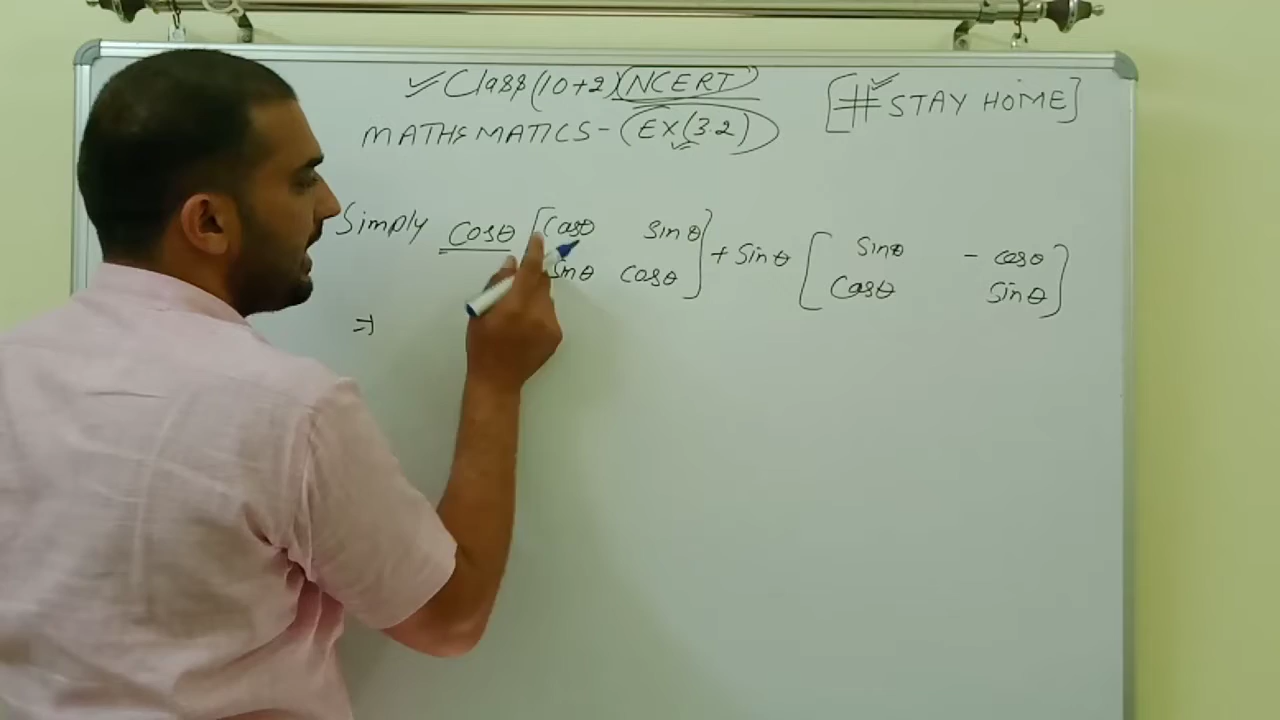 ✓ Class (10+2) (NCERT)
[# STAY HOME]
MATHEMATICS - (EX(3.2))
Simply Cosθ [Cosθ sinθ
sinθ cosθ] + Sinθ [Sinθ - cosθ
Cosθ Sinθ]
⇒